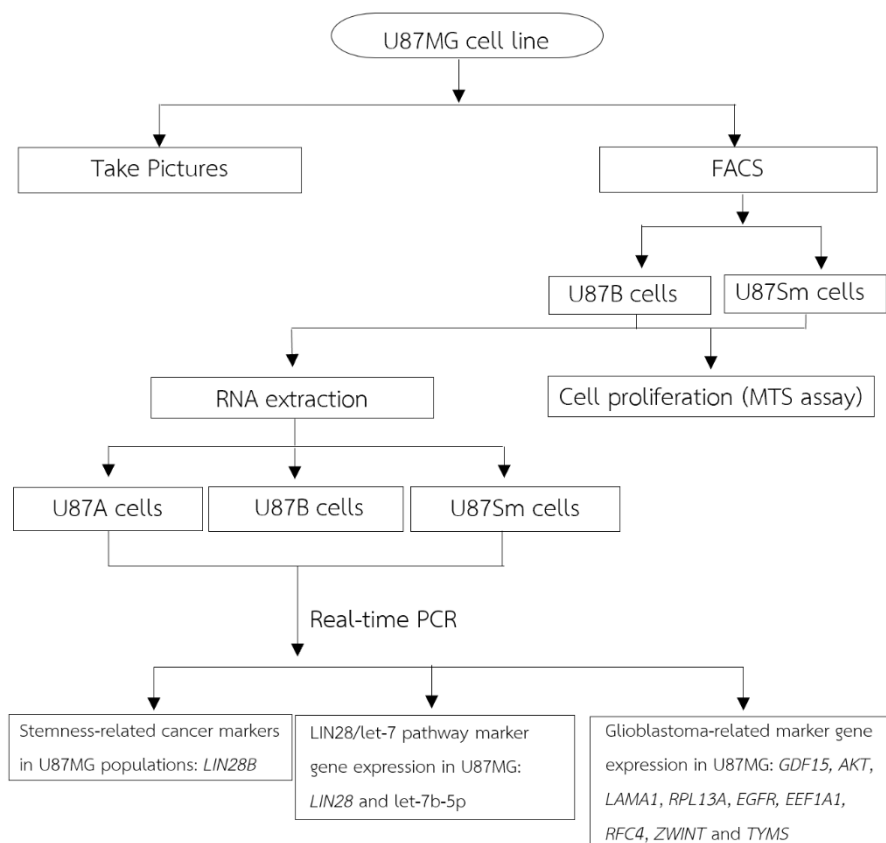 U87MG cell line
Take Pictures
FACS
U87B cells
U87Sm cells
RNA extraction
Cell proliferation (MTS assay)
U87A cells
U87B cells
U87Sm cells
Real-time PCR
Stemness-related cancer markers
in U87MG populations: LIN28B
LIN28/let-7 pathway marker
gene expression in U87MG:
LIN28 and let-7b-5p
Glioblastoma-related marker gene
expression in U87MG: GDF15, AKT,
LAMA1, RPL13A, EGFR, EEF1A1,
RFC4, ZWINT and TYMS